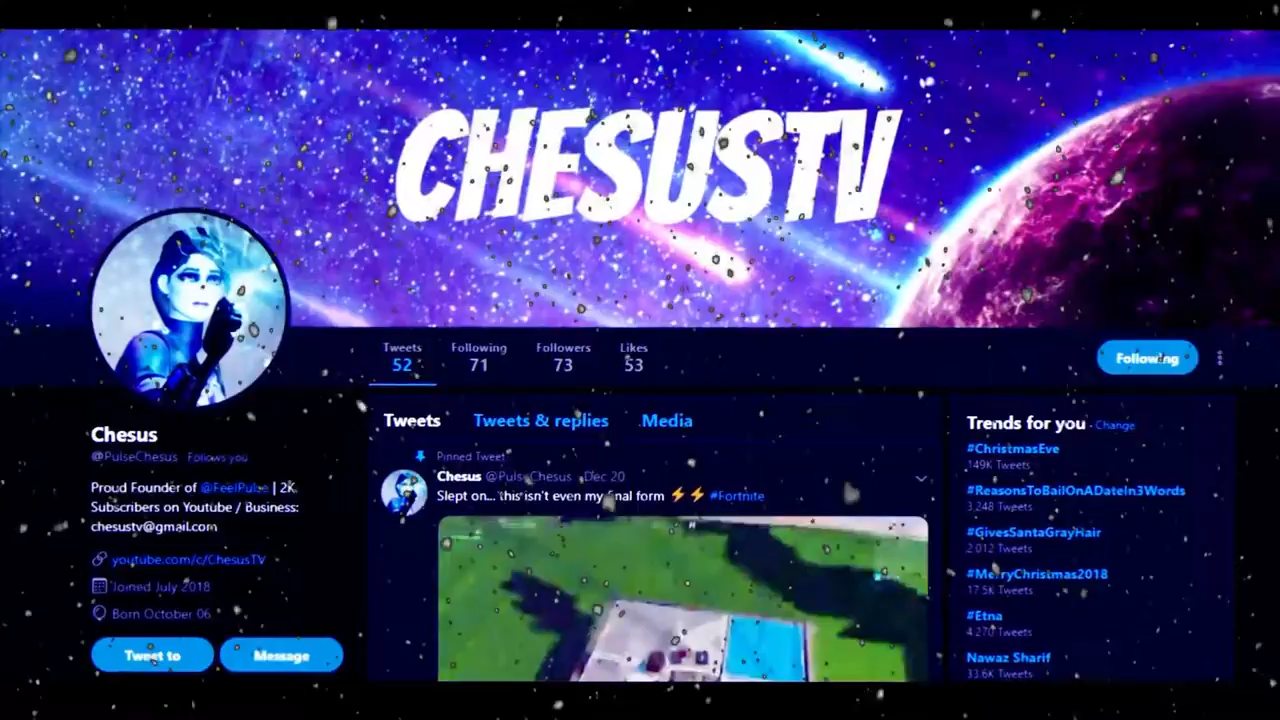 CHESUSTV
Tweets
52
Following
71
Followers
73
Likes
53
Following
Chesus
@PulseChesus Follows you
Proud Founder of @FeelPulse | 2K
Subscribers on Youtube / Business:
chesustv@gmail.com
youtube.com/c/ChesusTV
Joined July 2018
Born October 06
Tweet to
Message
Tweets
Tweets & replies
Media
Pinned Tweet
Chesus @PulseChesus · Dec 20
Slept on... this isn't even my final form ⚡⚡ #Fortnite
Trends for you · Change
#ChristmasEve
149K Tweets
#ReasonsToBailOnADateIn3Words
3,248 Tweets
#GivesSantaGrayHair
2,012 Tweets
#MerryChristmas2018
17.5K Tweets
#Etna
4,270 Tweets
Nawaz Sharif
33.6K Tweets